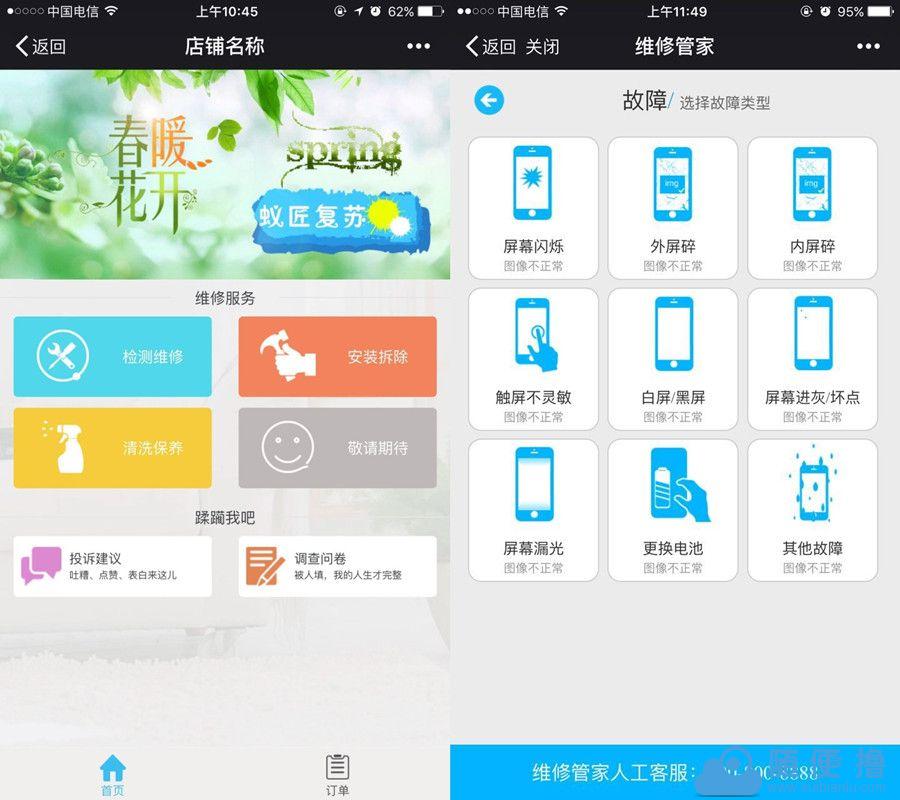 中国电信
上午10:45
62%
返回
店铺名称
春暖
花开
spring
蚁匠复苏
维修服务
检测维修
安装拆除
清洗保养
敬请期待
蹂躏我吧
投诉建议
吐糟、点赞、表白来这儿
调查问卷
被人填，我的人生才完整
首页
订单
中国电信
上午11:49
95%
返回 关闭
维修管家
故障/ 选择故障类型
屏幕闪烁
图像不正常
img
外屏碎
图像不正常
img
内屏碎
图像不正常
触屏不灵敏
图像不正常
白屏/黑屏
图像不正常
屏幕进灰/坏点
图像不正常
屏幕漏光
图像不正常
更换电池
图像不正常
其他故障
图像不正常
维修管家人工客服：
随便撸